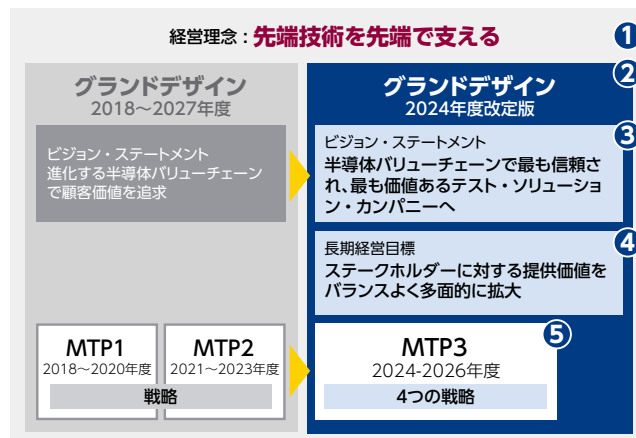 経営理念 : 先端技術を先端で支える
1
グランドデザイン
2018～2027年度
ビジョン・ステートメント
進化する半導体バリューチェーン
で顧客価値を追求
MTP1
2018～2020年度
MTP2
2021～2023年度
戦略
2
グランドデザイン
2024年度改定版
3
ビジョン・ステートメント
半導体バリューチェーンで最も信頼さ
れ、最も価値あるテスト・ソリューショ
ン・カンパニーへ
4
長期経営目標
ステークホルダーに対する提供価値を
バランスよく多面的に拡大
5
MTP3
2024-2026年度
4つの戦略